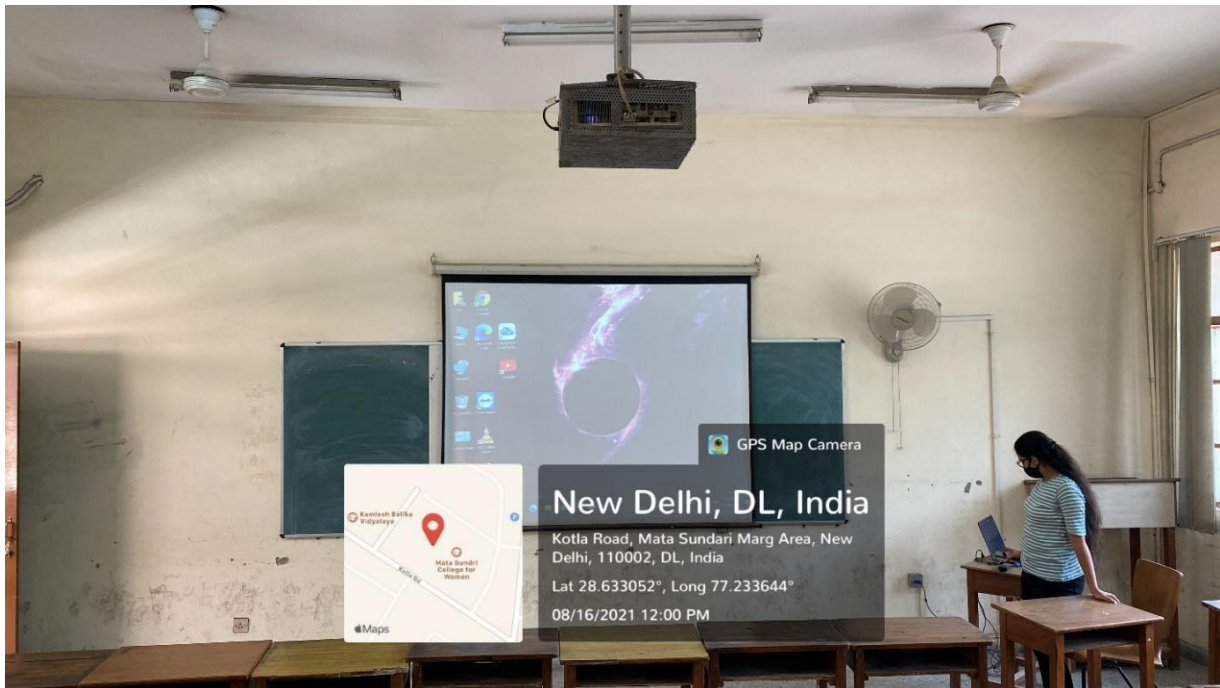 GPS Map Camera
New Delhi, DL, India
Kotla Road, Mata Sundari Marg Area, New
Delhi, 110002, DL, India
Lat 28.633052°, Long 77.233644°
08/16/2021 12:00 PM
Kamlesh Balika
Vidyalaya
P
Mata Sundri
College for
Women
Kotla Rd
Maps